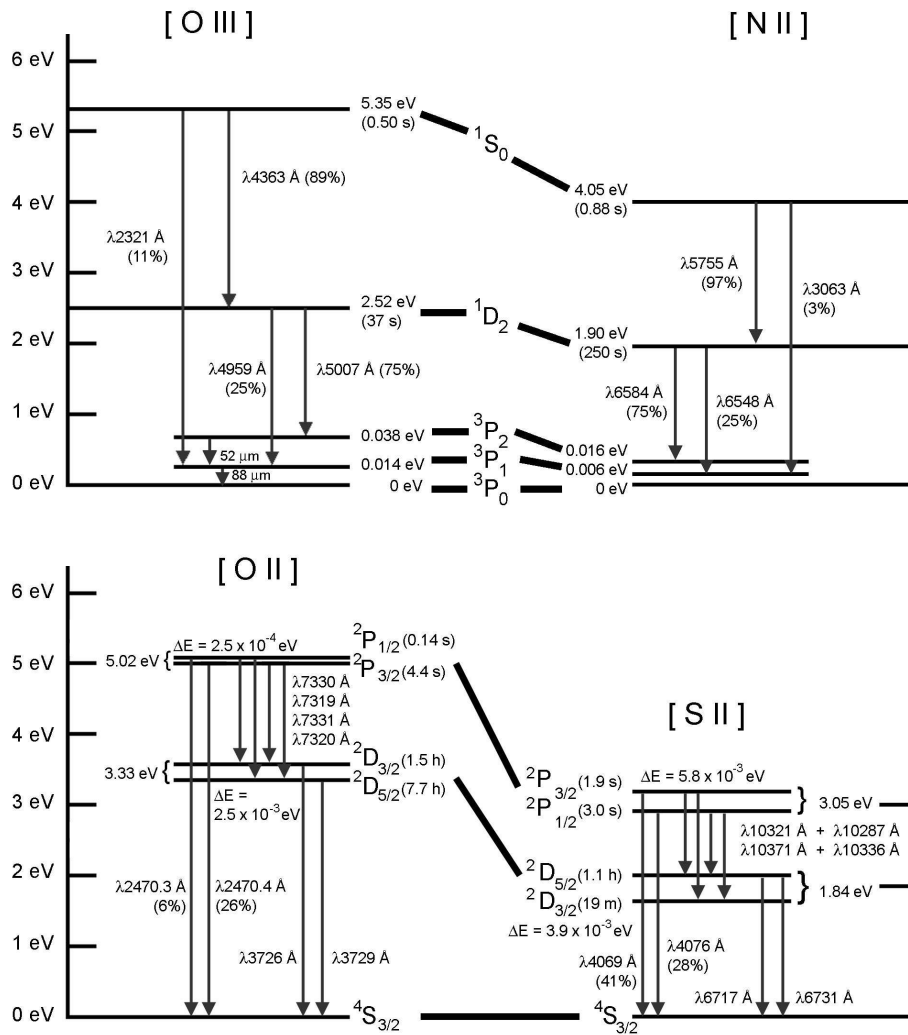 [ O III ]
[ N II ]
6 eV
5 eV
4 eV
3 eV
2 eV
1 eV
0 eV
5.35 eV
(0.50 s)
¹S₀
4.05 eV
(0.88 s)
λ4363 Å (89%)
λ2321 Å
(11%)
λ5755 Å
(97%)
λ3063 Å
(3%)
2.52 eV
(37 s)
¹D₂
1.90 eV
(250 s)
λ4959 Å
(25%)
λ5007 Å (75%)
λ6584 Å
(75%)
λ6548 Å
(25%)
0.038 eV
³P₂
0.016 eV
52 μm
0.014 eV
³P₁
0.006 eV
88 μm
0 eV
³P₀
0 eV
[ O II ]
6 eV
5 eV
4 eV
3 eV
2 eV
1 eV
0 eV
ΔE = 2.5 x 10⁻⁴ eV
5.02 eV {
²P₁/₂ (0.14 s)
²P₃/₂ (4.4 s)
λ7330 Å
λ7319 Å
λ7331 Å
λ7320 Å
3.33 eV {
²D₃/₂ (1.5 h)
²D₅/₂ (7.7 h)
ΔE =
2.5 x 10⁻³ eV
λ2470.3 Å
(6%)
λ2470.4 Å
(26%)
λ3726 Å
λ3729 Å
⁴S₃/₂
[ S II ]
²P₃/₂ (1.9 s)
ΔE = 5.8 x 10⁻³ eV
²P₁/₂ (3.0 s)
} 3.05 eV
λ10321 Å + λ10287 Å
λ10371 Å + λ10336 Å
²D₅/₂ (1.1 h)
²D₃/₂ (19 m)
} 1.84 eV
ΔE = 3.9 x 10⁻³ eV
λ4069 Å
(41%)
λ4076 Å
(28%)
λ6717 Å
λ6731 Å
⁴S₃/₂